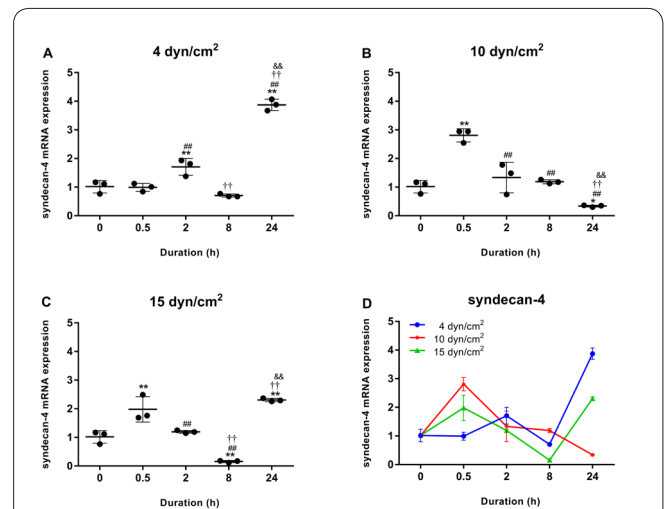 A
4 dyn/cm²
syndecan-4 mRNA expression
5
4
3
2
1
0
&&
††
##
**
##
**
††
0 0.5 2 8 24
Duration (h)
B
10 dyn/cm²
syndecan-4 mRNA expression
5
4
3
2
1
0
**
##
##
&&
††
##
*
0 0.5 2 8 24
Duration (h)
C
15 dyn/cm²
syndecan-4 mRNA expression
5
4
3
2
1
0
**
##
††
##
**
&&
††
**
0 0.5 2 8 24
Duration (h)
D
syndecan-4
syndecan-4 mRNA expression
5
4
3
2
1
0
4 dyn/cm²
10 dyn/cm²
15 dyn/cm²
0 0.5 2 8 24
Duration (h)